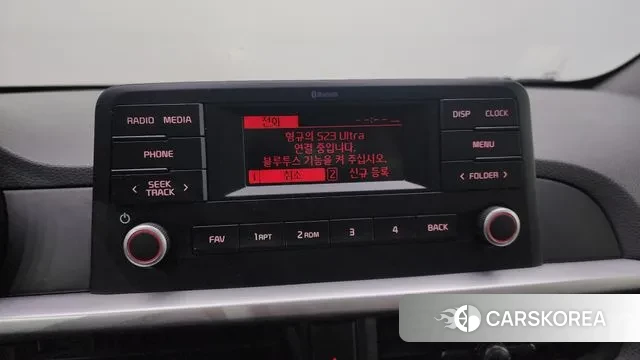 Bluetooth
RADIO MEDIA
PHONE
SEEK
TRACK
전화
형규의 S23 Ultra
연결 중입니다.
블루투스 기능을 켜 주십시오.
1 취소 2 신규 등록
DISP CLOCK
MENU
FOLDER
FAV 1 RPT 2 RDM 3 4 BACK
CARSKOREA